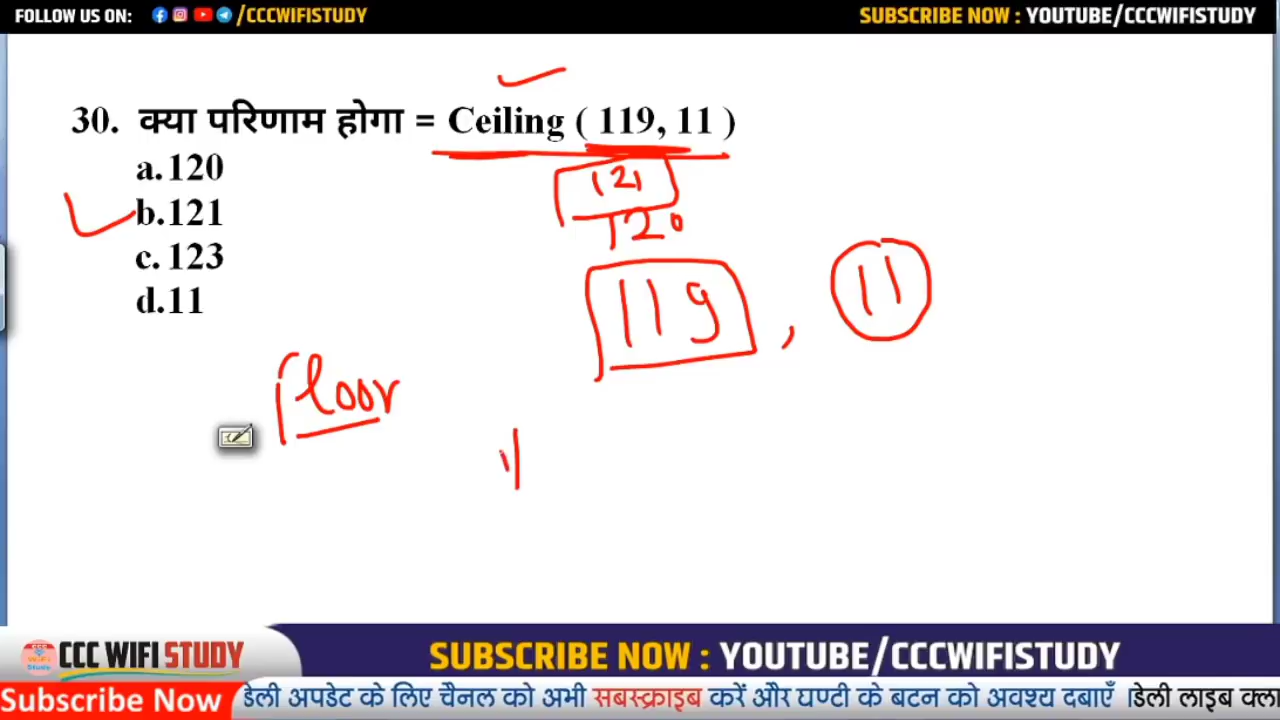 FOLLOW US ON: /CCCWIFISTUDY
SUBSCRIBE NOW : YOUTUBE/CCCWIFISTUDY
30. क्या परिणाम होगा = Ceiling ( 119, 11 )
a. 120
b. 121
c. 123
d. 11
121
120
119, 11
floor
CCC WIFI STUDY
SUBSCRIBE NOW : YOUTUBE/CCCWIFISTUDY
Subscribe Now
डेली अपडेट के लिए चैनल को अभी सबस्क्राइब करें और घण्टी के बटन को अवश्य दबाएँ ।डेली लाइब क्ला